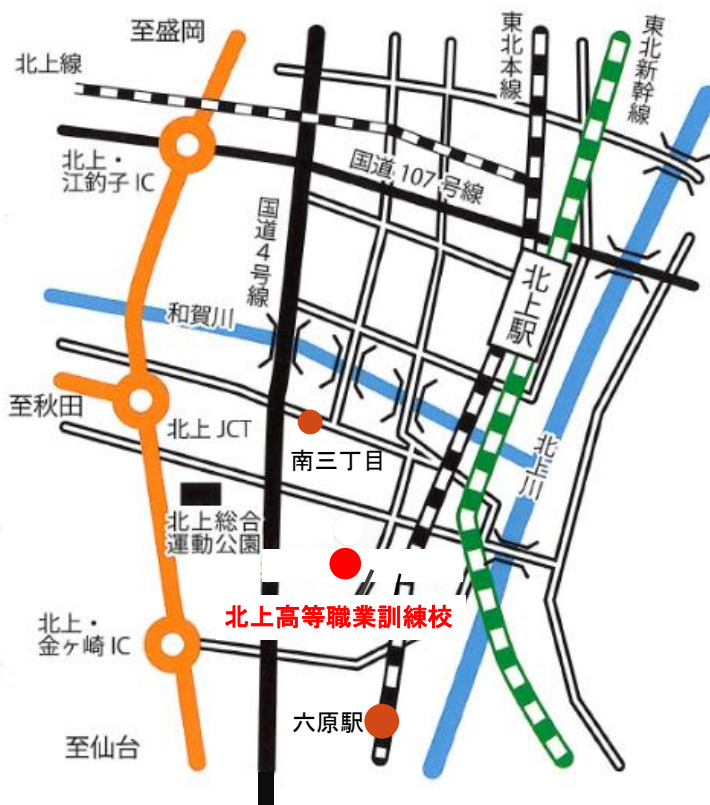 至盛岡
北上線
東北本線
東北新幹線
北上・
江釣子 IC
国道 107 号線
国道4号線
北上駅
和賀川
至秋田
北上 JCT
南三丁目
北上川
北上総合
運動公園
北上高等職業訓練校
北上・
金ヶ崎 IC
六原駅
至仙台